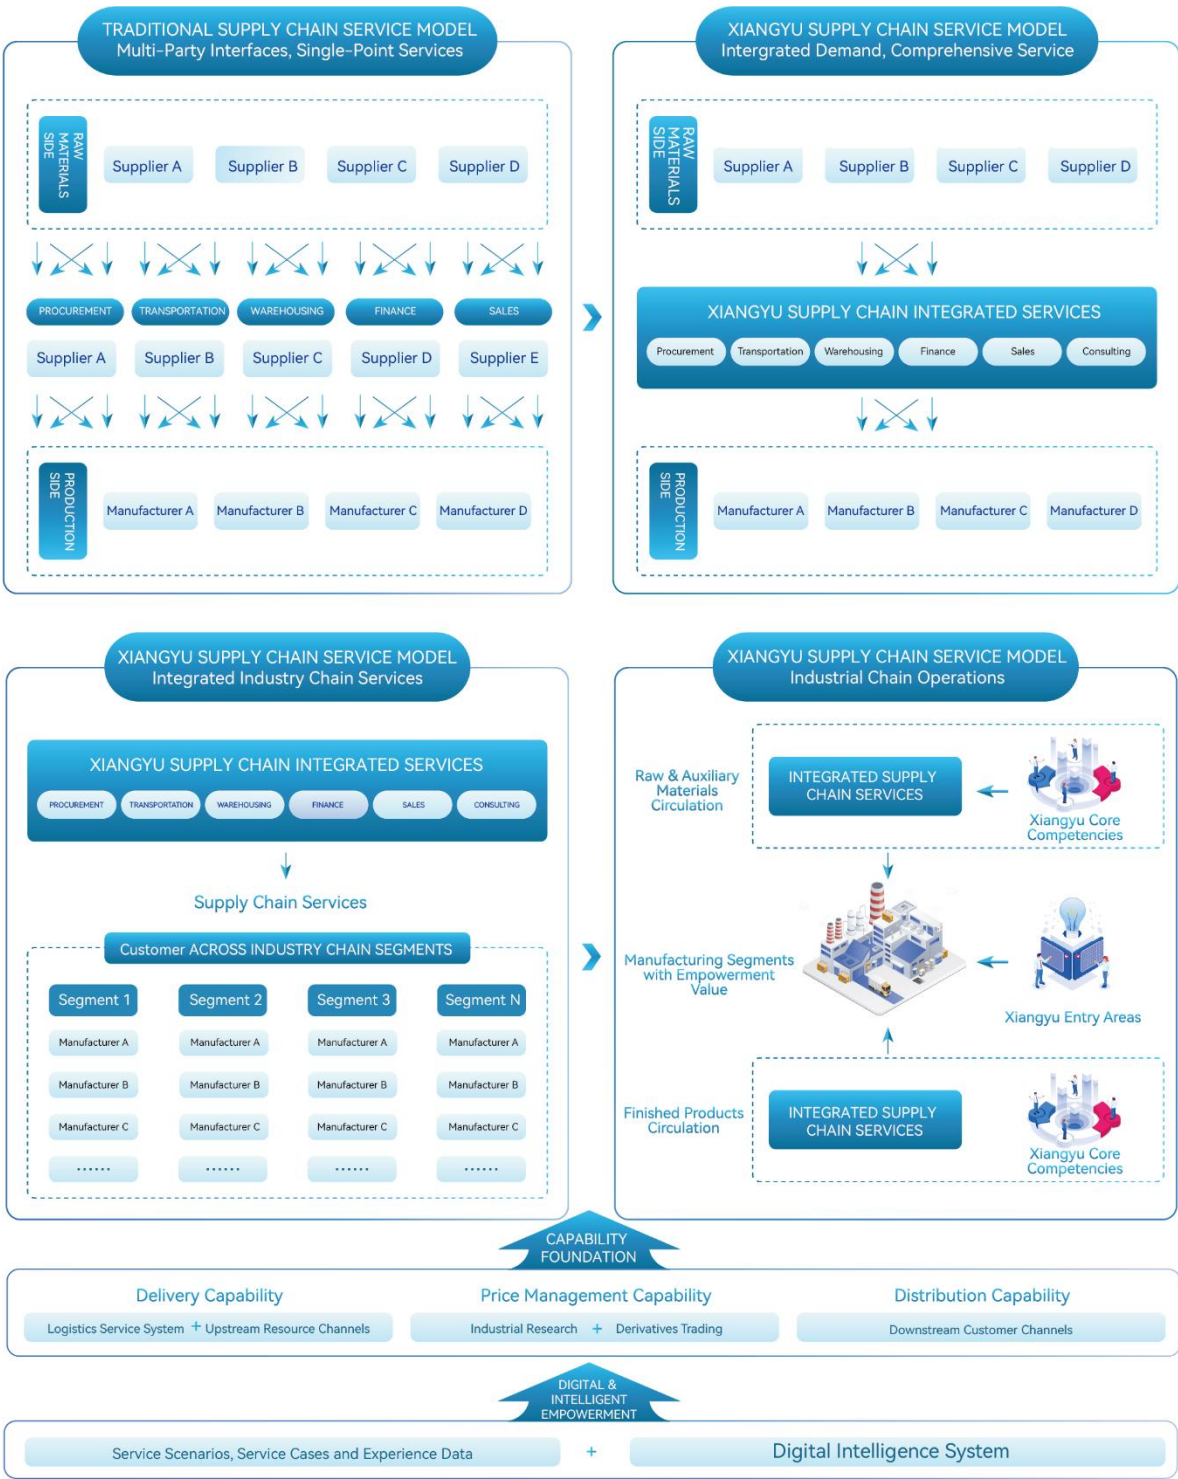 TRADITIONAL SUPPLY CHAIN SERVICE MODEL
Multi-Party Interfaces, Single-Point Services
RAW
MATERIALS
SIDE
Supplier A
Supplier B
Supplier C
Supplier D
PROCUREMENT
TRANSPORTATION
WAREHOUSING
FINANCE
SALES
Supplier A
Supplier B
Supplier C
Supplier D
Supplier E
PRODUCTION
SIDE
Manufacturer A
Manufacturer B
Manufacturer C
Manufacturer D
XIANGYU SUPPLY CHAIN SERVICE MODEL
Intergrated Demand, Comprehensive Service
RAW
MATERIALS
SIDE
Supplier A
Supplier B
Supplier C
Supplier D
XIANGYU SUPPLY CHAIN INTEGRATED SERVICES
Procurement
Transportation
Warehousing
Finance
Sales
Consulting
PRODUCTION
SIDE
Manufacturer A
Manufacturer B
Manufacturer C
Manufacturer D
XIANGYU SUPPLY CHAIN SERVICE MODEL
Integrated Industry Chain Services
XIANGYU SUPPLY CHAIN INTEGRATED SERVICES
PROCUREMENT
TRANSPORTATION
WAREHOUSING
FINANCE
SALES
CONSULTING
Supply Chain Services
Customer ACROSS INDUSTRY CHAIN SEGMENTS
Segment 1
Segment 2
Segment 3
Segment N
Manufacturer A
Manufacturer A
Manufacturer A
Manufacturer A
Manufacturer B
Manufacturer B
Manufacturer B
Manufacturer B
Manufacturer C
Manufacturer C
Manufacturer C
Manufacturer C
······
······
······
······
XIANGYU SUPPLY CHAIN SERVICE MODEL
Industrial Chain Operations
Raw & Auxiliary
Materials
Circulation
INTEGRATED SUPPLY
CHAIN SERVICES
Xiangyu Core
Competencies
Manufacturing Segments
with Empowerment
Value
Xiangyu Entry Areas
Finished Products
Circulation
INTEGRATED SUPPLY
CHAIN SERVICES
Xiangyu Core
Competencies
CAPABILITY
FOUNDATION
Delivery Capability
Logistics Service System + Upstream Resource Channels
Price Management Capability
Industrial Research + Derivatives Trading
Distribution Capability
Downstream Customer Channels
DIGITAL &
INTELLIGENT
EMPOWERMENT
Service Scenarios, Service Cases and Experience Data + Digital Intelligence System